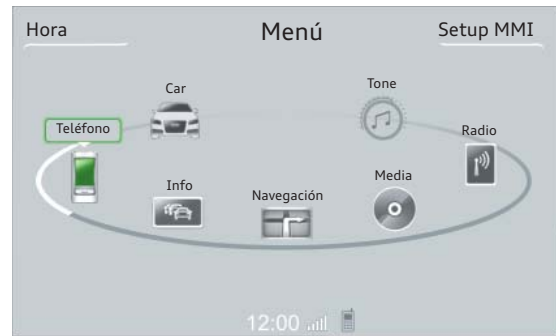 Hora Menú Setup MMI
Car Tone
Teléfono Radio
Info Navegación Media
12:00